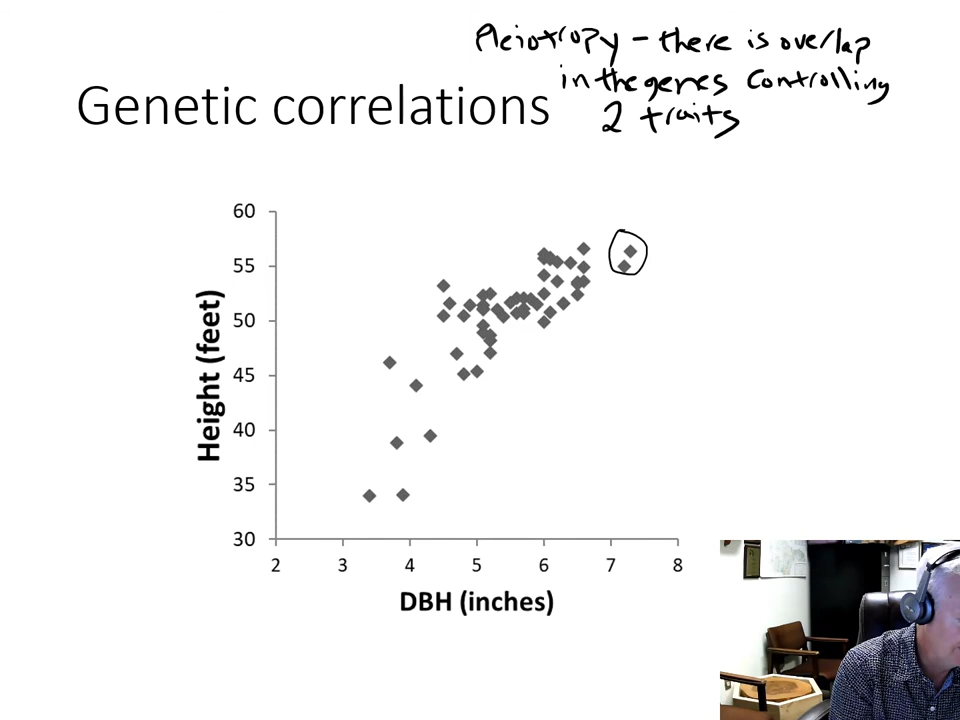 Pleiotropy - there is overlap
in the genes controlling
2 traits
Genetic correlations
60
55
50
45
40
35
30
Height (feet)
2 3 4 5 6 7 8
DBH (inches)